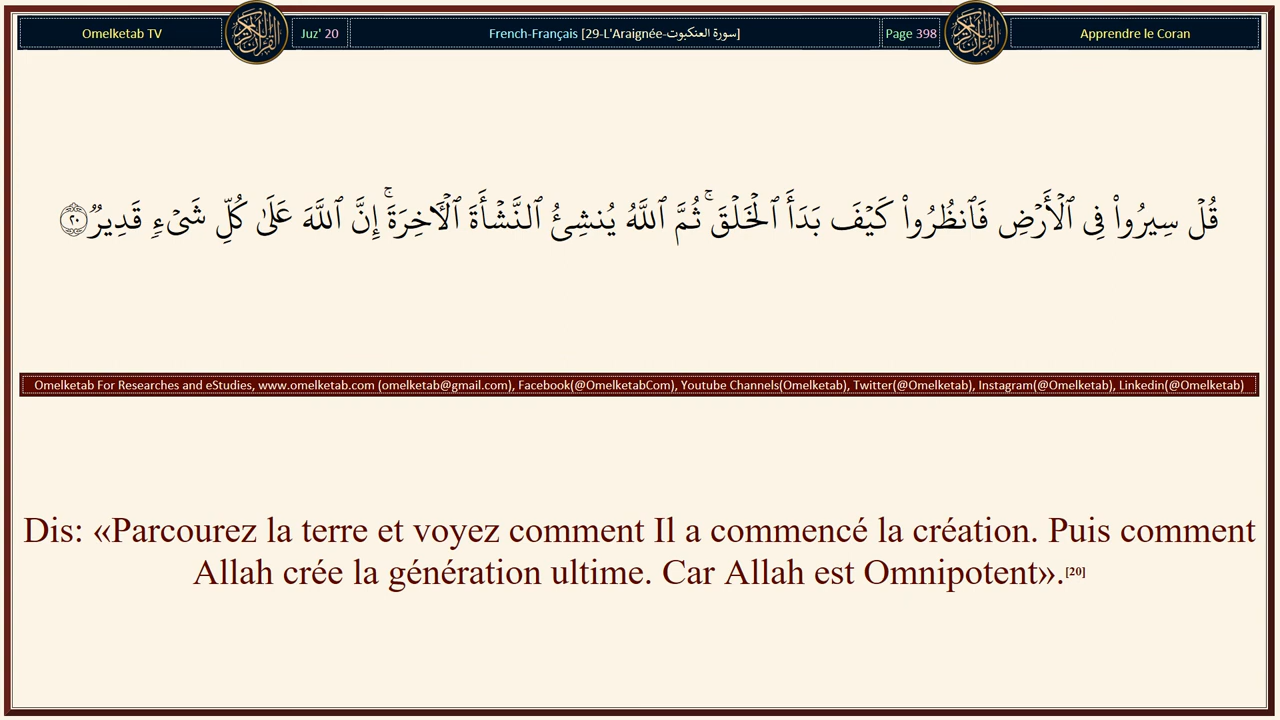 Omelketab TV
Juz' 20
French-Français [29-L'Araignée-سورة العنكبوت]
Page 398
Apprendre le Coran
قُلۡ سِيرُواْ فِي ٱلۡأَرۡضِ فَٱنظُرُواْ كَيۡفَ بَدَأَ ٱلۡخَلۡقَۚ ثُمَّ ٱللَّهُ يُنشِئُ ٱلنَّشۡأَةَ ٱلۡأٓخِرَةَۚ إِنَّ ٱللَّهَ عَلَىٰ كُلِّ شَيۡءٖ قَدِيرٞ ٢٠
Omelketab For Researches and eStudies, www.omelketab.com (omelketab@gmail.com), Facebook(@OmelketabCom), Youtube Channels(Omelketab), Twitter(@Omelketab), Instagram(@Omelketab), Linkedin(@Omelketab)
Dis: «Parcourez la terre et voyez comment Il a commencé la création. Puis comment
Allah crée la génération ultime. Car Allah est Omnipotent».[20]